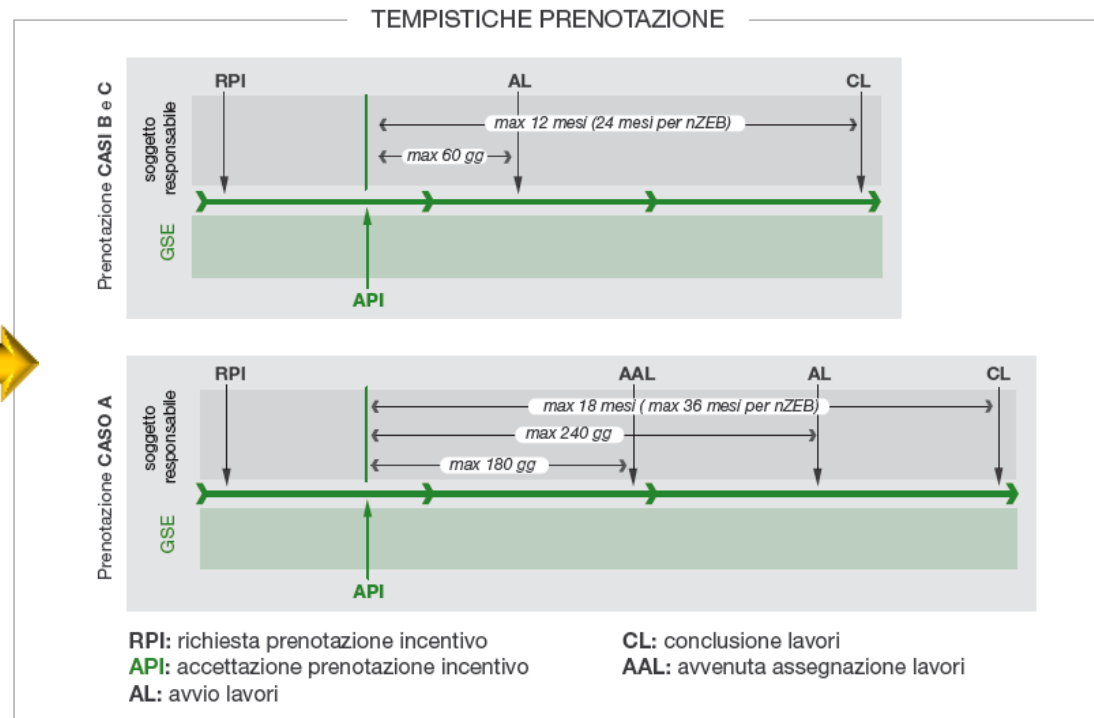 TEMPISTICHE PRENOTAZIONE
Prenotazione CASI B e C
soggetto
responsabile
GSE
RPI
AL
CL
max 12 mesi (24 mesi per nZEB)
max 60 gg
API
Prenotazione CASO A
soggetto
responsabile
GSE
RPI
AAL
AL
CL
max 18 mesi ( max 36 mesi per nZEB)
max 240 gg
max 180 gg
API
RPI: richiesta prenotazione incentivo
API: accettazione prenotazione incentivo
AL: avvio lavori
CL: conclusione lavori
AAL: avvenuta assegnazione lavori